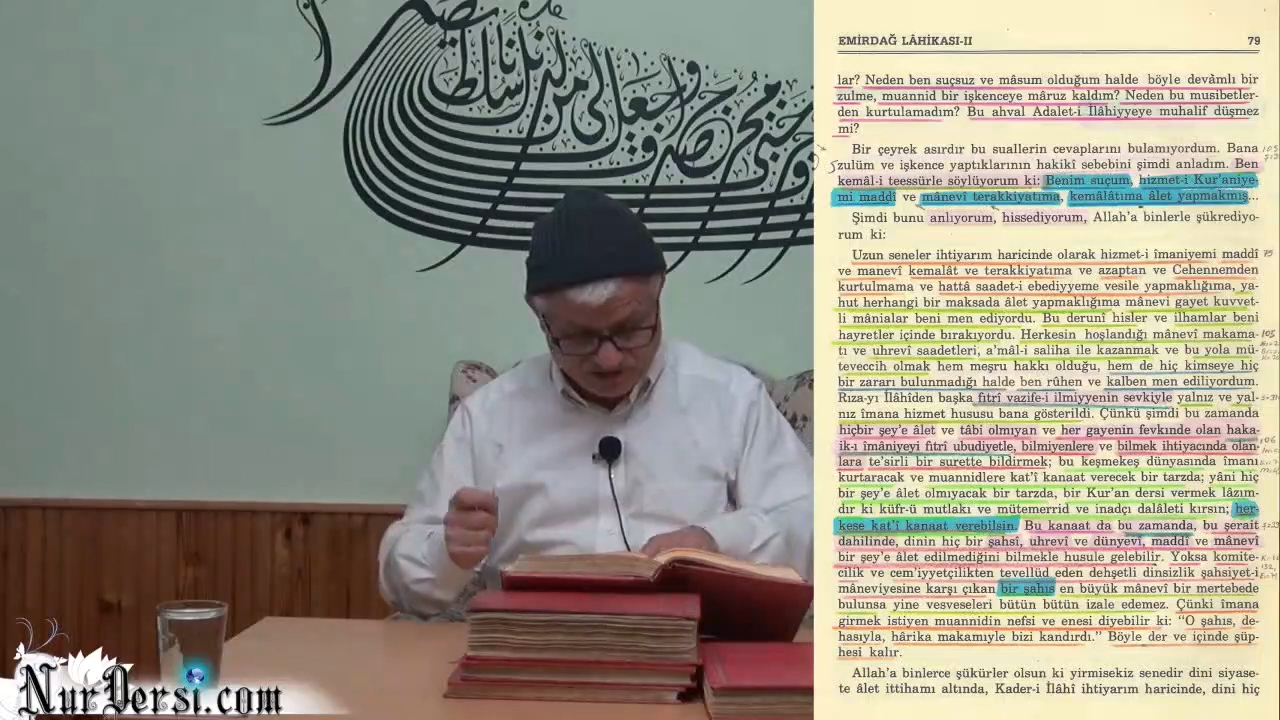 EMİRDAĞ LÂHİKASI-II 79
lar? Neden ben suçsuz ve mâsum olduğum halde böyle devâmlı bir
zulme, muannid bir işkenceye mâruz kaldım? Neden bu musibetler-
den kurtulamadım? Bu ahval Adalet-i İlâhiyyeye muhalif düşmez
mi?
Bir çeyrek asırdır bu suallerin cevaplarını bulamıyordum. Bana
zulüm ve işkence yaptıklarının hakikî sebebini şimdi anladım. Ben
kemâl-i teessürle söylüyorum ki: Benim suçum, hizmet-i Kur'aniye-
mi maddî ve mânevî terakkiyatıma, kemâlâtıma âlet yapmakmış...
Şimdi bunu anlıyorum, hissediyorum, Allah'a binlerle şükrediyo-
rum ki:
Uzun seneler ihtiyarım haricinde olarak hizmet-i îmaniyemi maddî
ve manevî kemalât ve terakkiyatıma ve azaptan ve Cehennemden
kurtulmama ve hattâ saadet-i ebediyyeme vesile yapmaklığıma, ya-
hut herhangi bir maksada âlet yapmaklığıma mânevi gayet kuvvet-
li mânialar beni men ediyordu. Bu derunî hisler ve ilhamlar beni
hayretler içinde bırakıyordu. Herkesin hoşlandığı mânevî makama-
tı ve uhrevî saadetleri, a'mâl-i saliha ile kazanmak ve bu yola mü-
teveccih olmak hem meşru hakkı olduğu, hem de hiç kimseye hiç
bir zararı bulunmadığı halde ben rûhen ve kalben men ediliyordum.
Rıza-yı İlâhîden başka fıtrî vazife-i ilmiyyenin sevkiyle yalnız ve yal-
nız îmana hizmet hususu bana gösterildi. Çünkü şimdi bu zamanda
hiçbir şey'e âlet ve tâbi olmıyan ve her gayenin fevkınde olan haka-
ik-ı îmâniyeyi fıtrî ubudiyetle, bilmiyenlere ve bilmek ihtiyacında olan-
lara te'sirli bir surette bildirmek; bu keşmekeş dünyasında îmanı
kurtaracak ve muannidlere kat'î kanaat verecek bir tarzda; yâni hiç
bir şey'e âlet olmıyacak bir tarzda, bir Kur'an dersi vermek lâzım-
dır ki küfr-ü mutlakı ve mütemerrid ve inadçı dalâleti kırsın; her-
kese kat'î kanaat verebilsin. Bu kanaat da bu zamanda, bu şerait
dahilinde, dinin hiç bir şahsî, uhrevî ve dünyevî, maddî ve mânevî
bir şey'e âlet edilmediğini bilmekle husule gelebilir. Yoksa komite-
cilik ve cem'iyyetçilikten tevellüd eden dehşetli dinsizlik şahsiyet-i
mâneviyesine karşı çıkan bir şahıs en büyük mânevî bir mertebede
bulunsa yine vesveseleri bütün bütün izale edemez. Çünki îmana
girmek istiyen muannidin nefsi ve enesi diyebilir ki: "O şahıs, de-
hasıyla, hârika makamıyle bizi kandırdı." Böyle der ve içinde şüp-
hesi kalır.
Allah'a binlerce şükürler olsun ki yirmisekiz senedir dini siyase-
te âlet ittihamı altında, Kader-i İlâhî ihtiyarım haricinde, dinî hiç
NurDersi.com